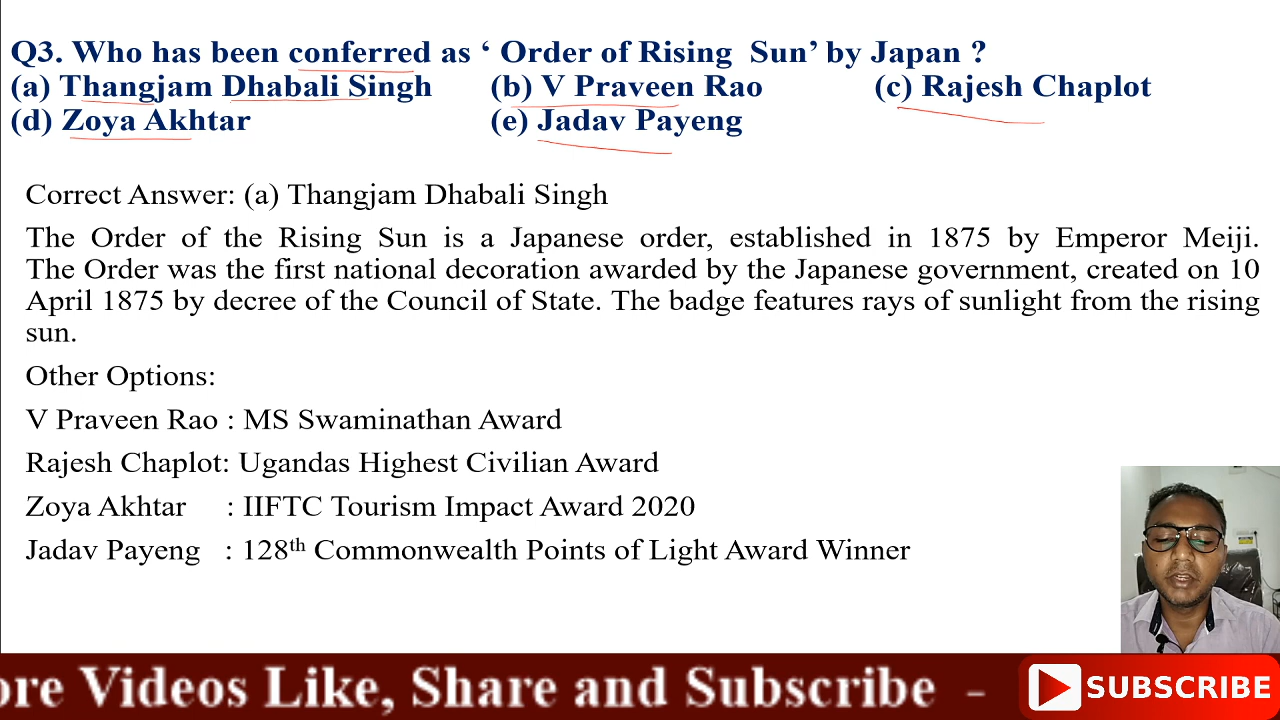 Q3. Who has been conferred as ‘ Order of Rising Sun’ by Japan ?
(a) Thangjam Dhabali Singh (b) V Praveen Rao (c) Rajesh Chaplot
(d) Zoya Akhtar (e) Jadav Payeng
Correct Answer: (a) Thangjam Dhabali Singh
The Order of the Rising Sun is a Japanese order, established in 1875 by Emperor Meiji.
The Order was the first national decoration awarded by the Japanese government, created on 10
April 1875 by decree of the Council of State. The badge features rays of sunlight from the rising
sun.
Other Options:
V Praveen Rao : MS Swaminathan Award
Rajesh Chaplot: Ugandas Highest Civilian Award
Zoya Akhtar : IIFTC Tourism Impact Award 2020
Jadav Payeng : 128th Commonwealth Points of Light Award Winner
ore Videos Like, Share and Subscribe -
SUBSCRIBE